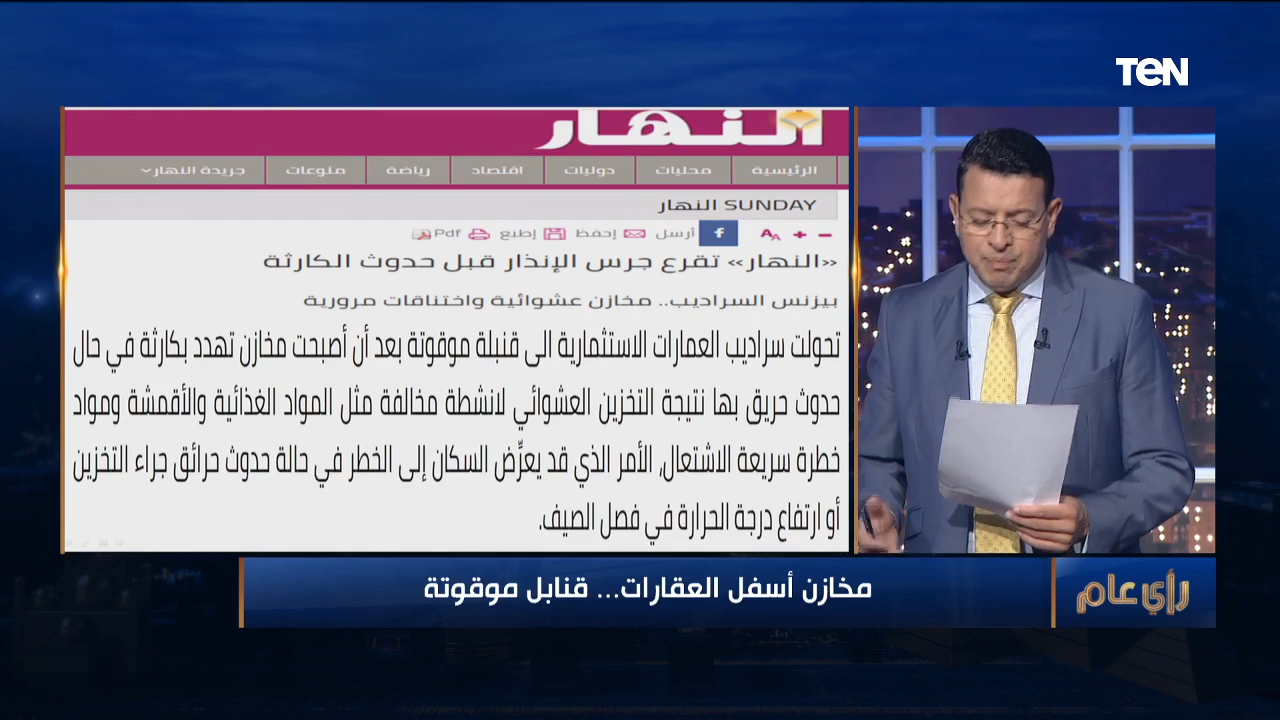 TEN
النهار
الرئيسية محليات دوليات اقتصاد رياضة منوعات جريدة النهار
SUNDAY النهار
أرسل إحفظ إطبع Pdf
«النهار» تقرع جرس الإنذار قبل حدوث الكارثة
بيزنس السراديب.. مخازن عشوائية واختناقات مرورية
تحولت سراديب العمارات الاستثمارية الى قنبلة موقوتة بعد أن أصبحت مخازن تهدد بكارثة في حال
حدوث حريق بها نتيجة التخزين العشوائي لانشطة مخالفة مثل المواد الغذائية والأقمشة ومواد
خطرة سريعة الاشتعال، الأمر الذي قد يعرِّض السكان إلى الخطر في حالة حدوث حرائق جراء التخزين
أو ارتفاع درجة الحرارة في فصل الصيف.
مخازن أسفل العقارات... قنابل موقوتة
رأي عام